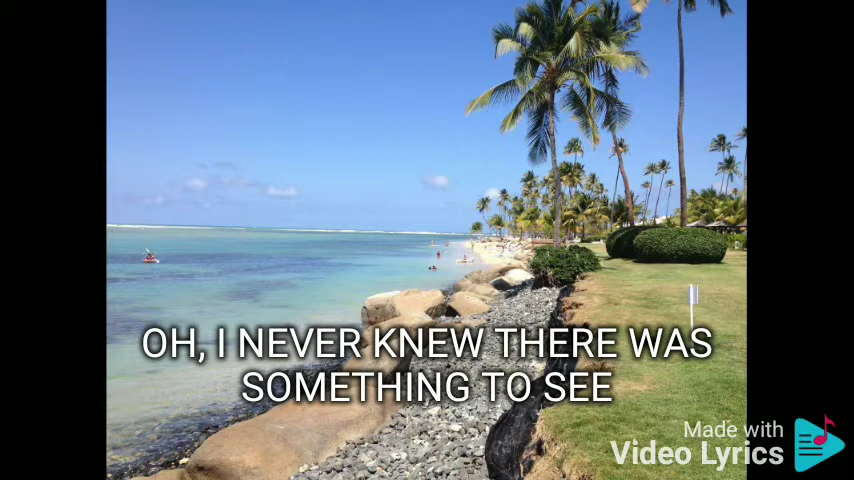 OH, I NEVER KNEW THERE WAS
SOMETHING TO SEE
Made with
Video Lyrics